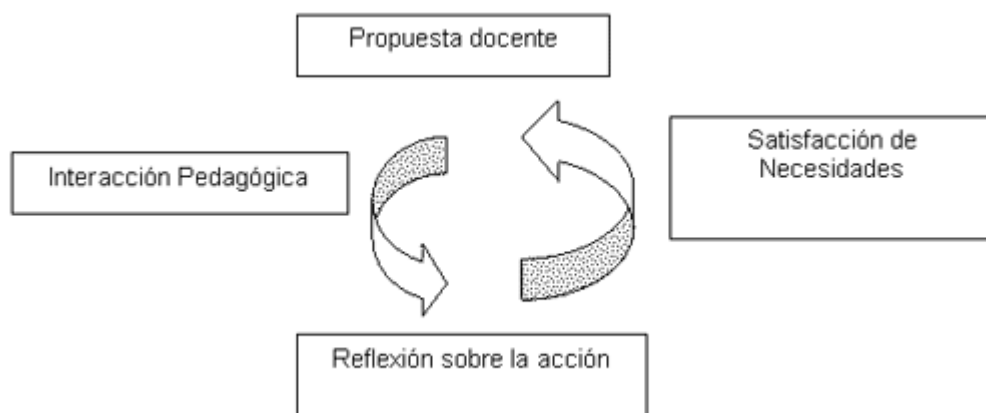 Propuesta docente
Interacción Pedagógica
Satisfacción de
Necesidades
Reflexión sobre la acción